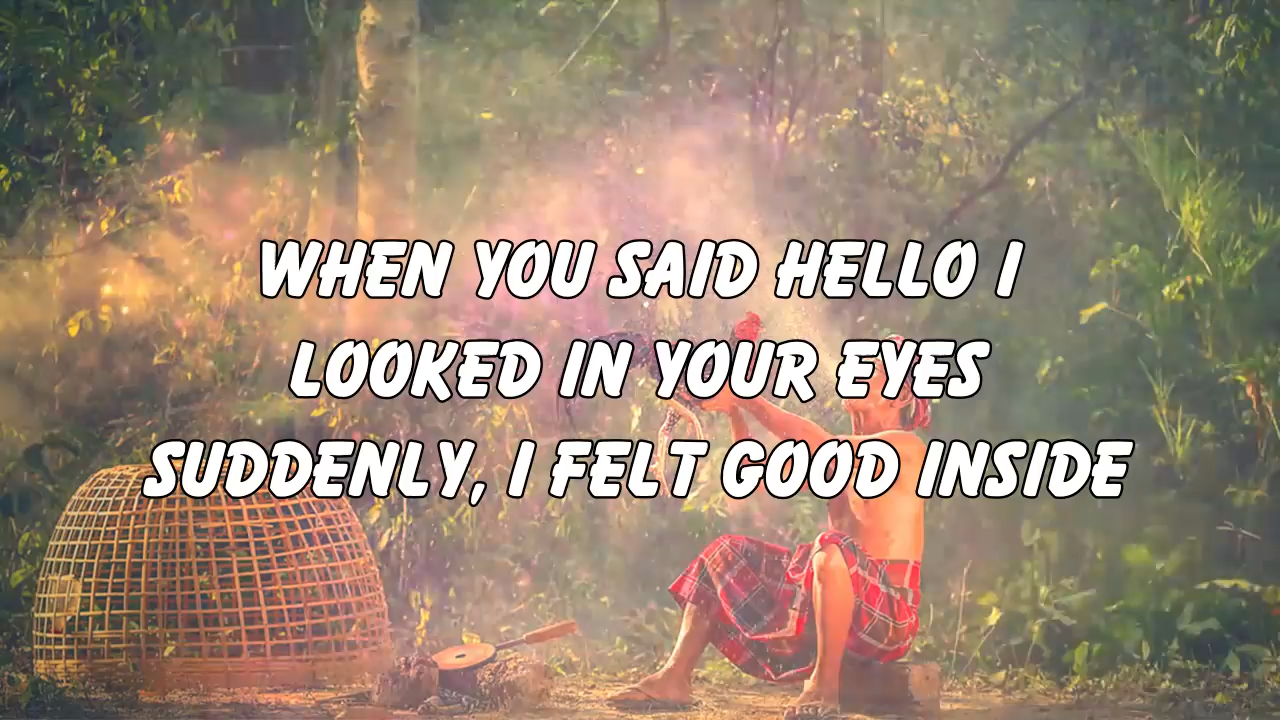 WHEN YOU SAID HELLO I
LOOKED IN YOUR EYES
SUDDENLY, I FELT GOOD INSIDE